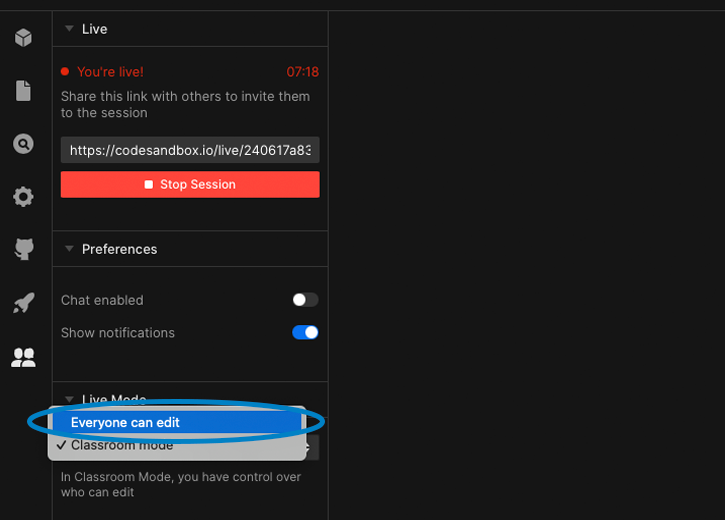 Live
You're live! 07:18
Share this link with others to invite them
to the session
https://codesandbox.io/live/240617a83
Stop Session
Preferences
Chat enabled
Show notifications
Live Mode
Everyone can edit
✓ Classroom mode
In Classroom Mode, you have control over
who can edit